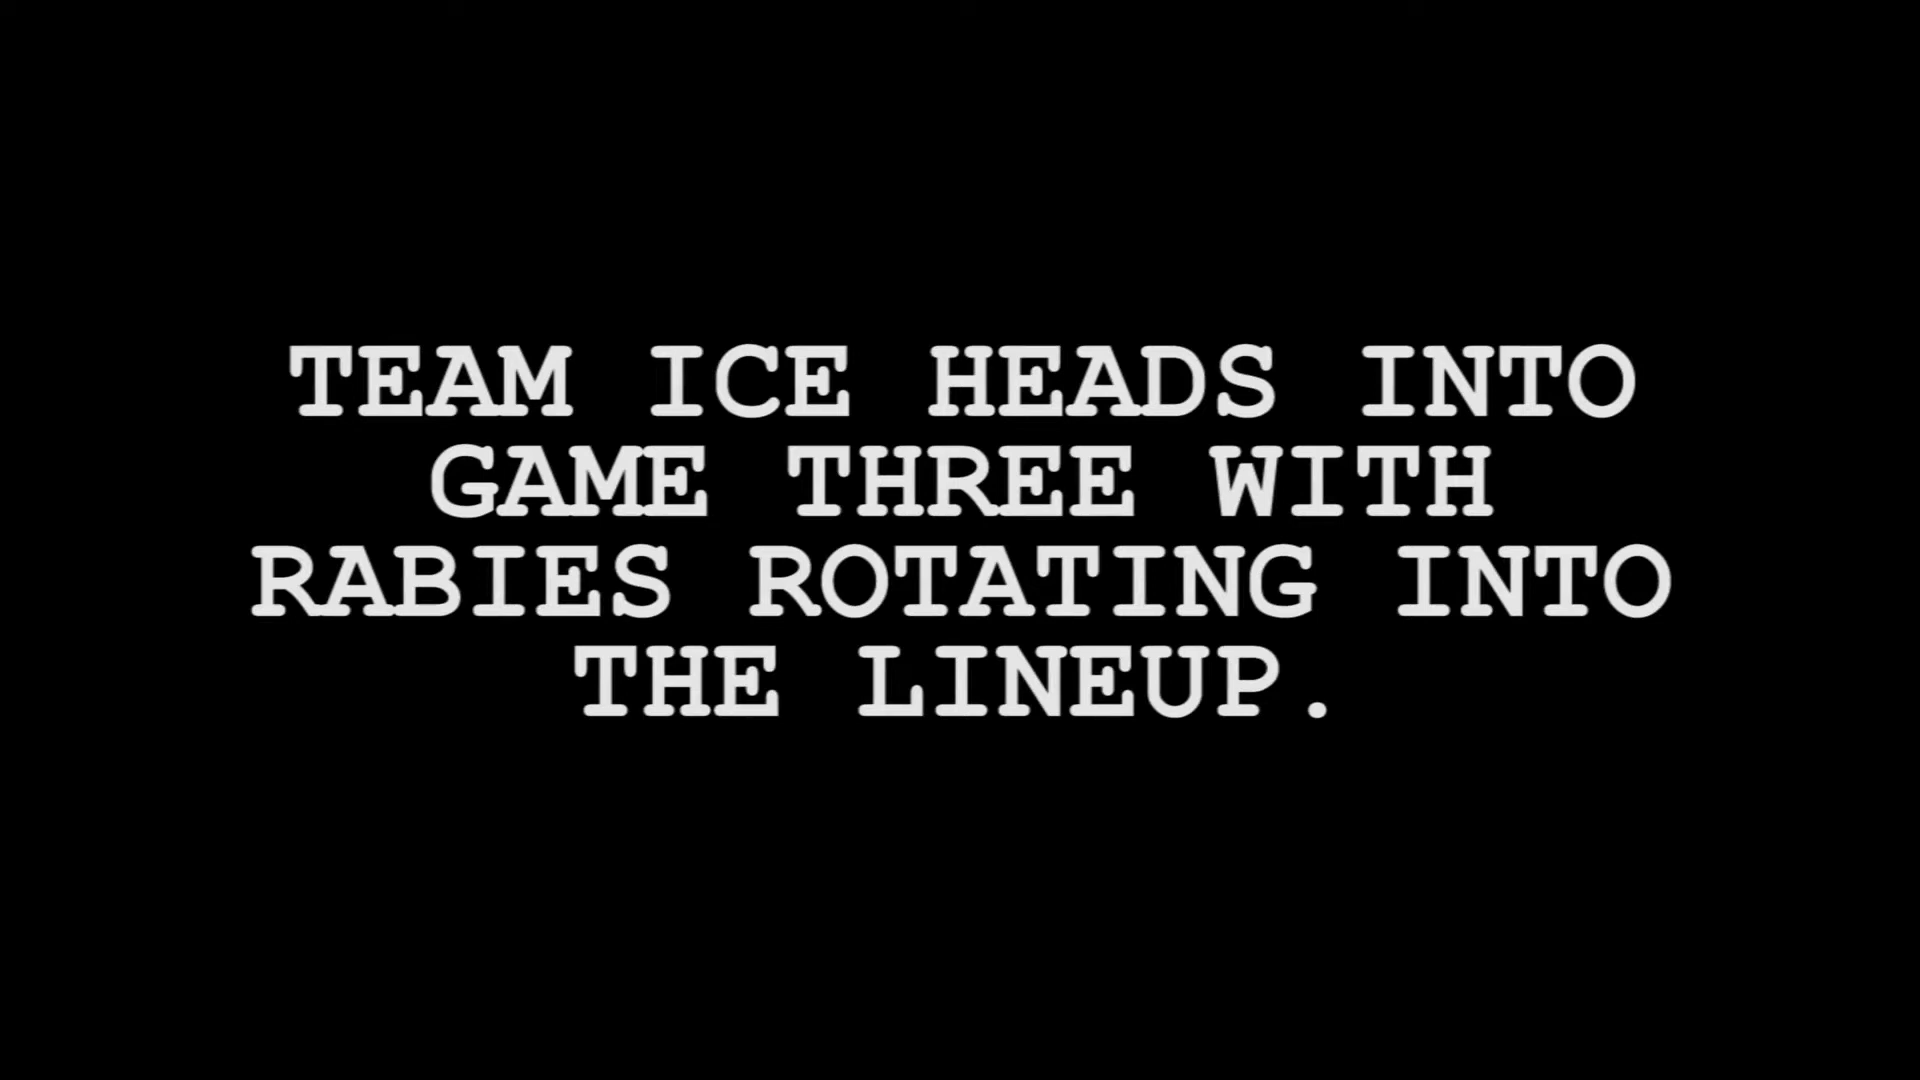 TEAM ICE HEADS INTO
GAME THREE WITH
RABIES ROTATING INTO
THE LINEUP.